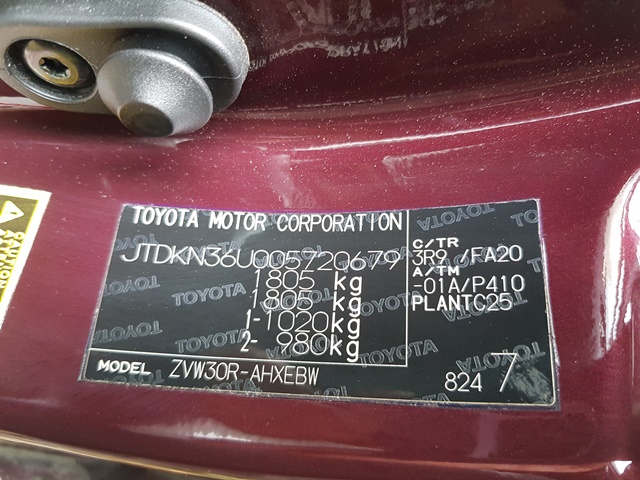 TOYOTA MOTOR CORPORATION
JTDKN36U005720679
1805 kg
1805 kg
1-1020kg
2- 980kg
MODEL ZVW30R-AHXEBW
C/TR
3R9 /FA20
A/TM
-01A/P410
PLANTC25
824 7
CAUTION